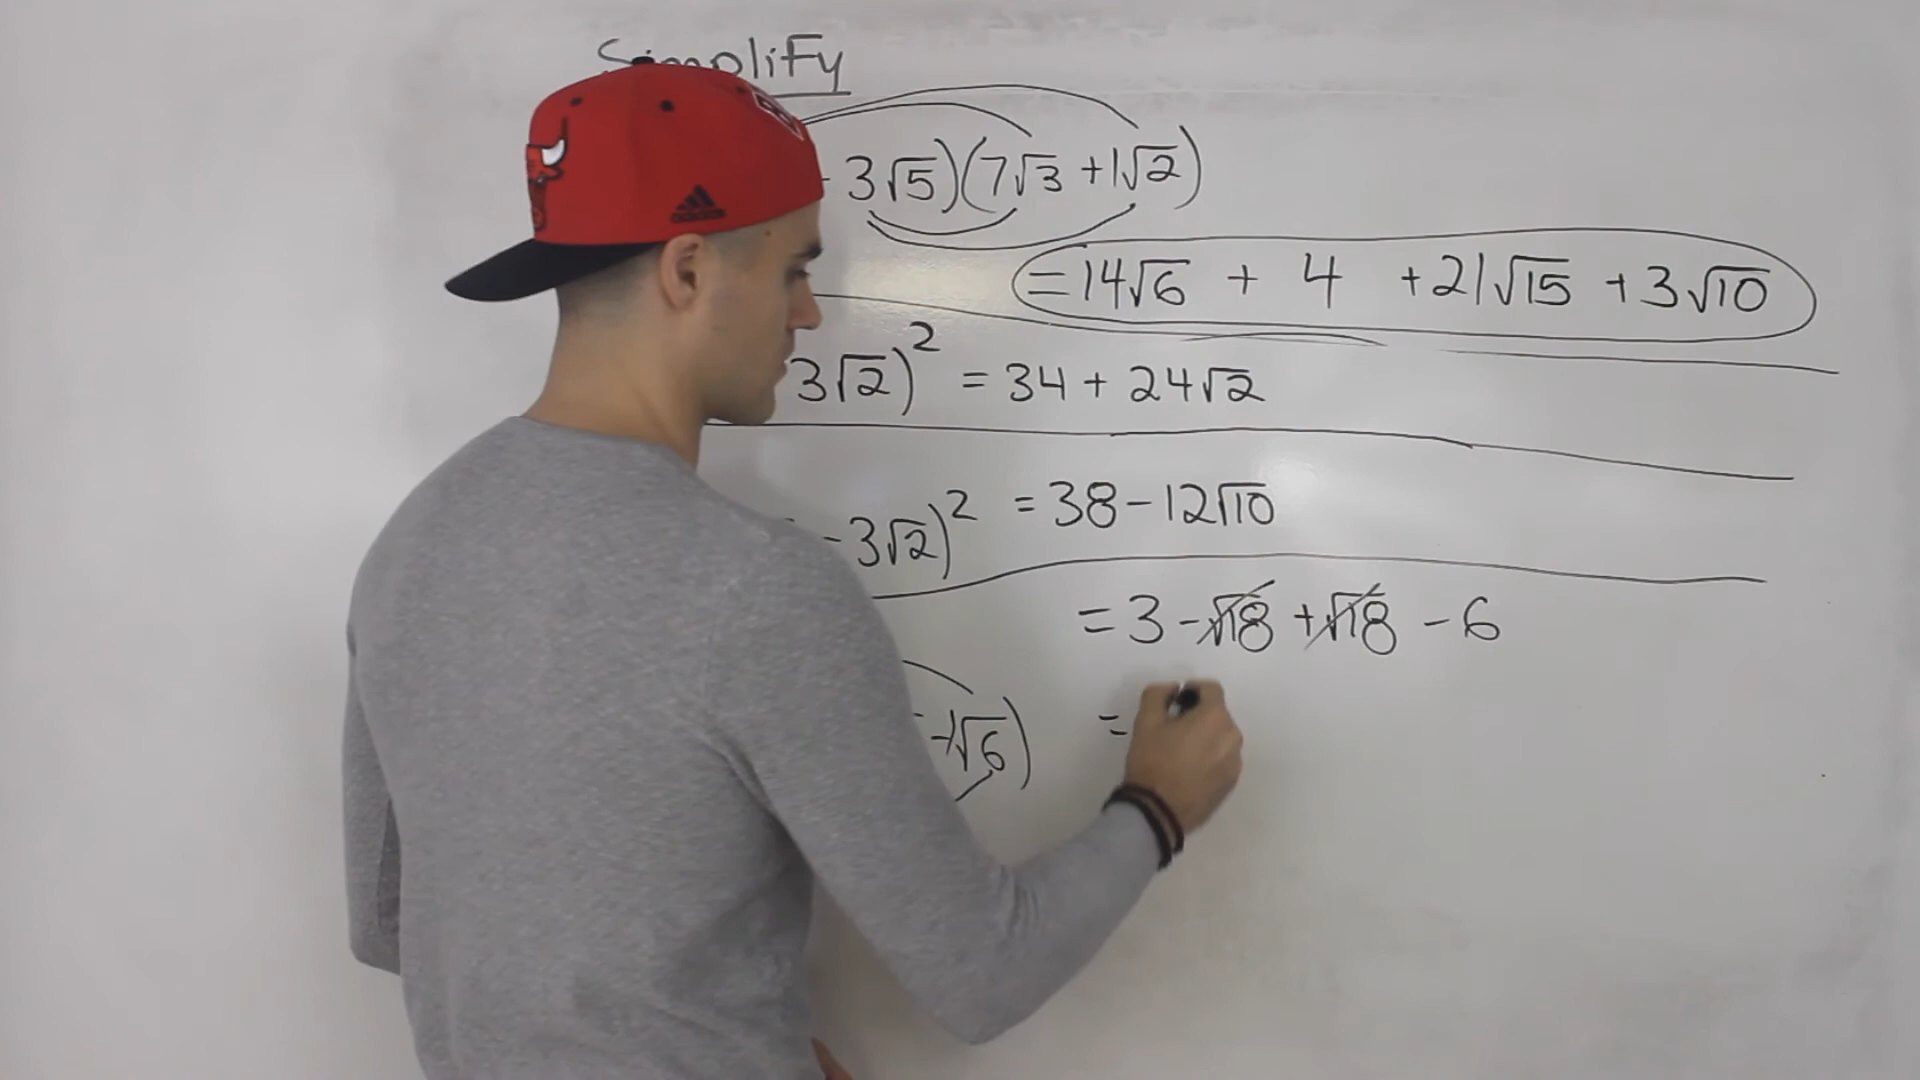 Simplify
3√5)(7√3 +1√2)
=14√6 + 4 +21√15 +3√10
3√2)² = 34 + 24√2
-3√2)² = 38 - 12√10
= 3 - √18 + √18 - 6
-1√6) =